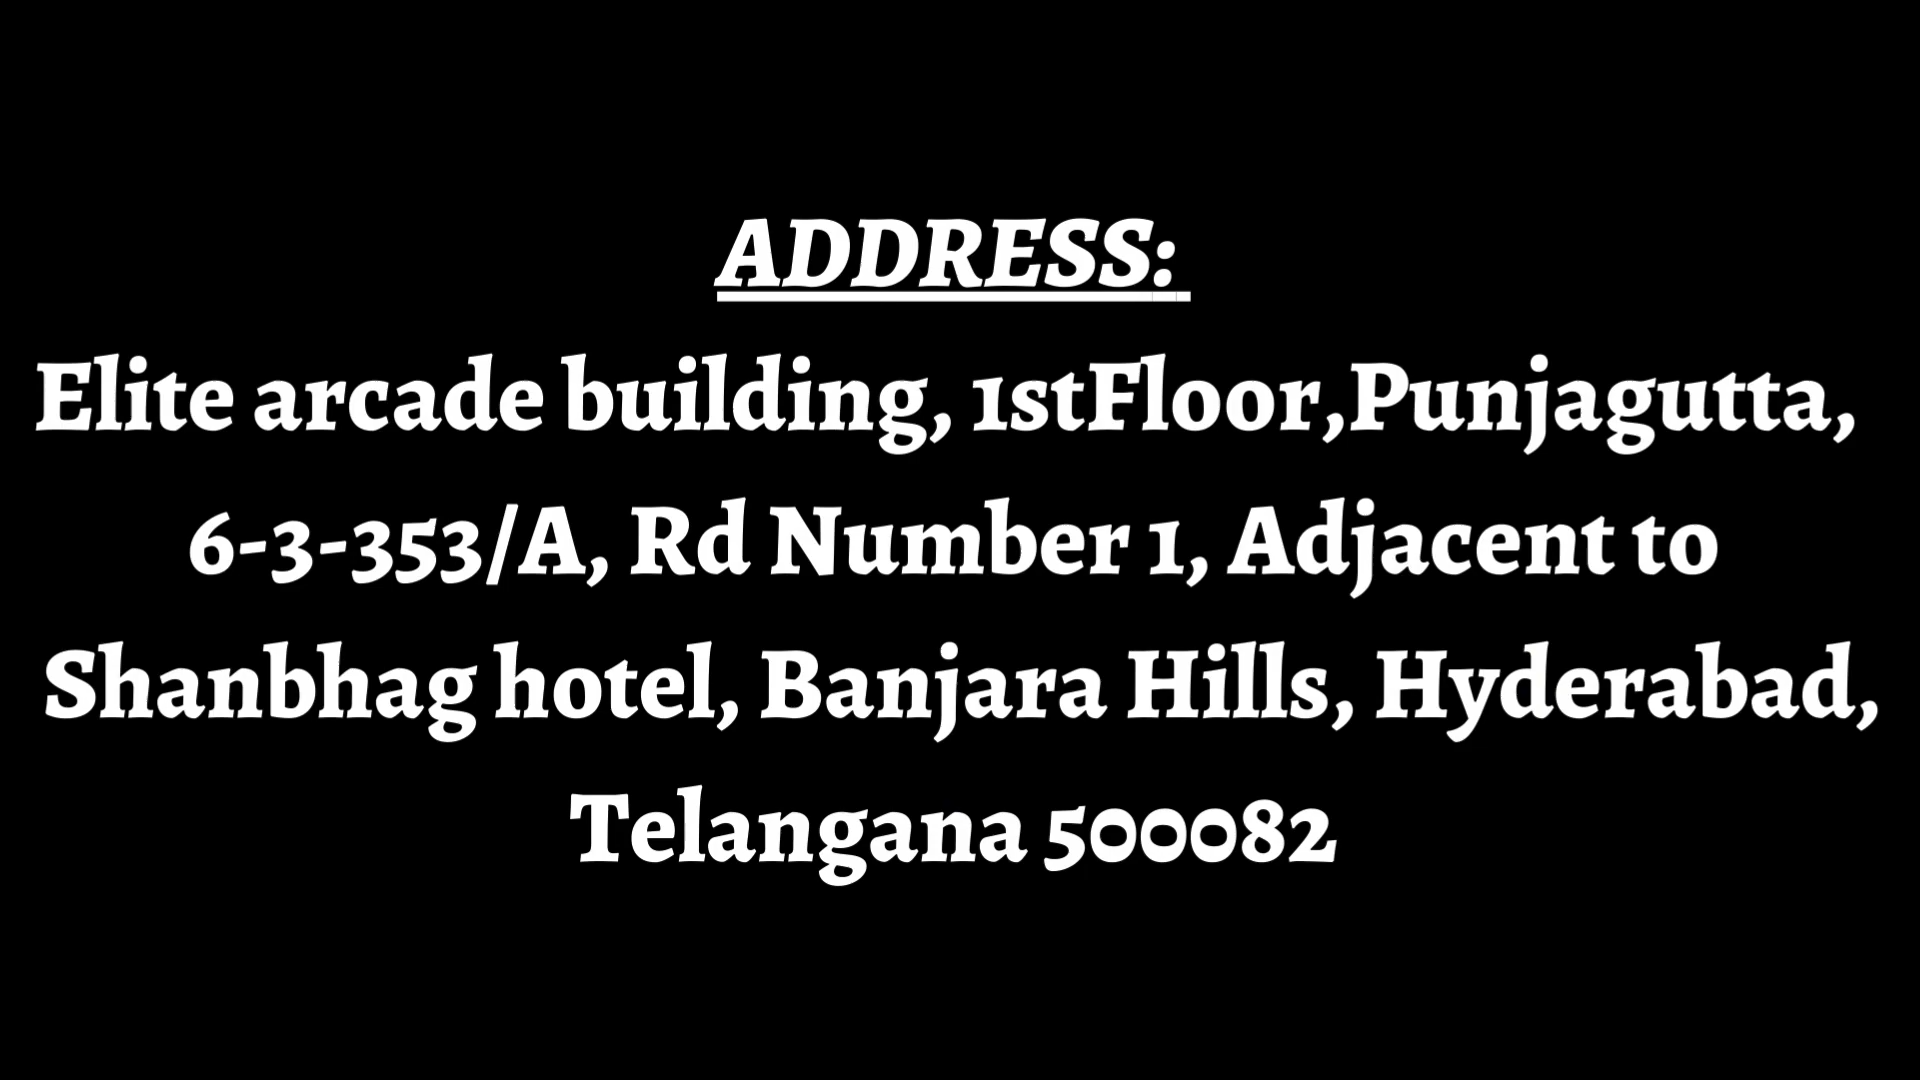 ADDRESS:
Elite arcade building, 1stFloor,Punjagutta,
6-3-353/A, Rd Number 1, Adjacent to
Shanbhag hotel, Banjara Hills, Hyderabad,
Telangana 500082